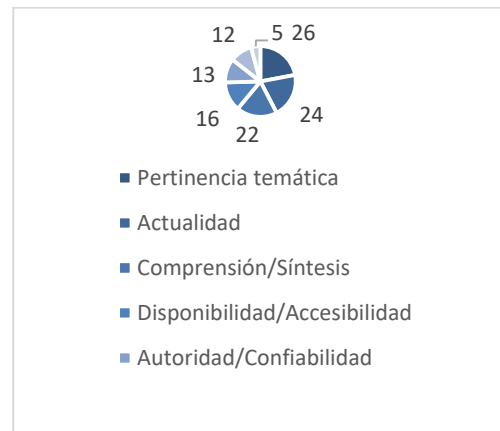 12
5
26
13
16
24
22
Pertinencia temática
Actualidad
Comprensión/Síntesis
Disponibilidad/Accesibilidad
Autoridad/Confiabilidad